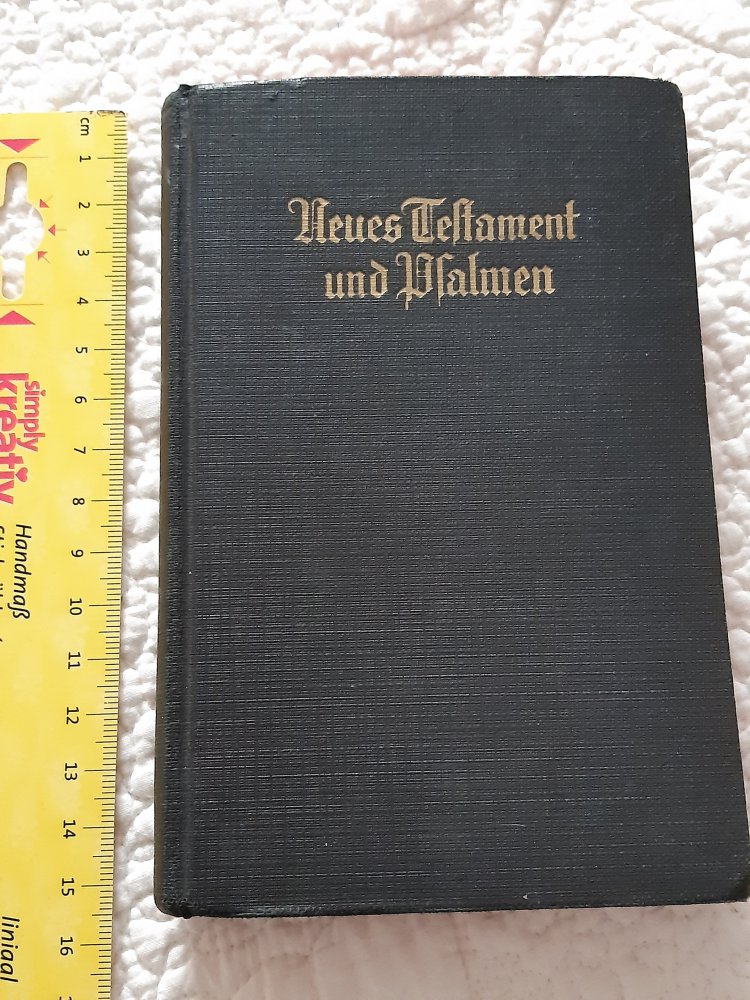 Neues Testament
und Psalmen
cm
1
2
3
4
5
6
7
8
9
10
11
12
13
14
15
16
simply
kreativ
Handmaß
liniaal